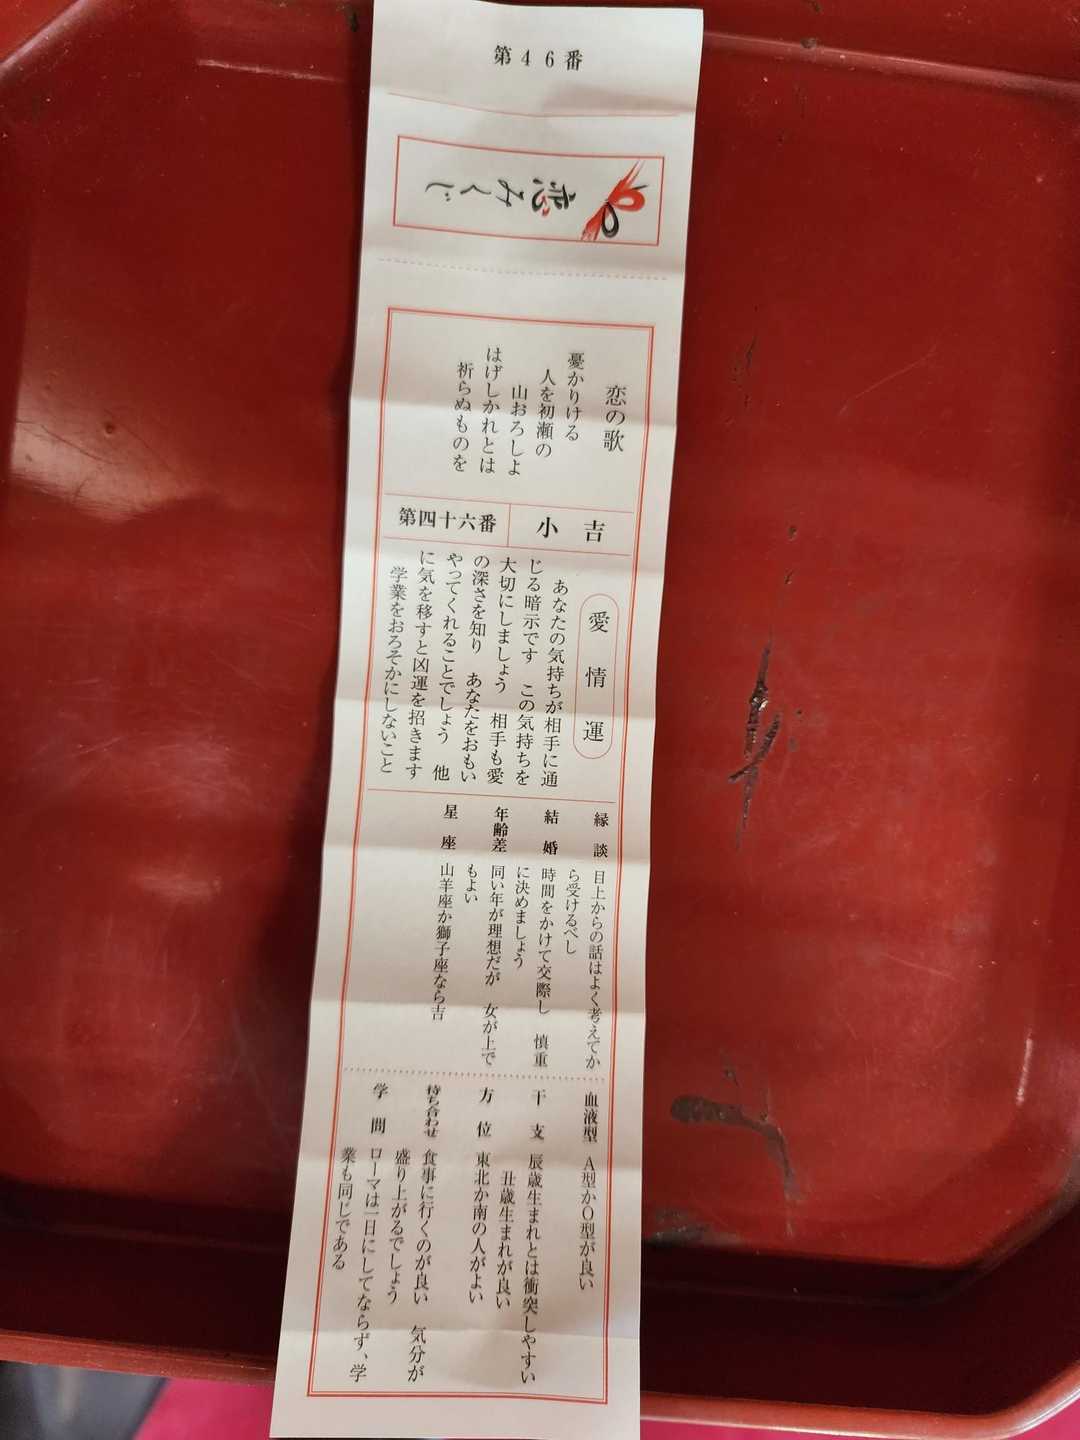 第４６番
恋みくじ
恋の歌
憂かりける
人を初瀬の
山おろしよ
はげしかれとは
祈らぬものを
小吉
第四十六番
愛情運
あなたの気持ちが相手に通
じる暗示です　この気持ちを
大切にしましょう　相手も愛
の深さを知り　あなたをおもい
やってくれることでしょう　他
に気を移すと凶運を招きます
学業をおろそかにしないこと
縁談　目上からの話はよく考えてか
ら受けるべし
結婚　時間をかけて交際し　慎重
に決めましょう
年齢差　同い年が理想だが　女が上で
もよい
星座　山羊座か獅子座なら吉
血液型　A型かO型が良い
干支　辰歳生まれとは衝突しやすい
丑歳生まれが良い
方位　東北か南の人がよい
待ち合わせ　食事に行くのが良い　気分が
盛り上がるでしょう
学問　ローマは一日にしてならず、学
業も同じである